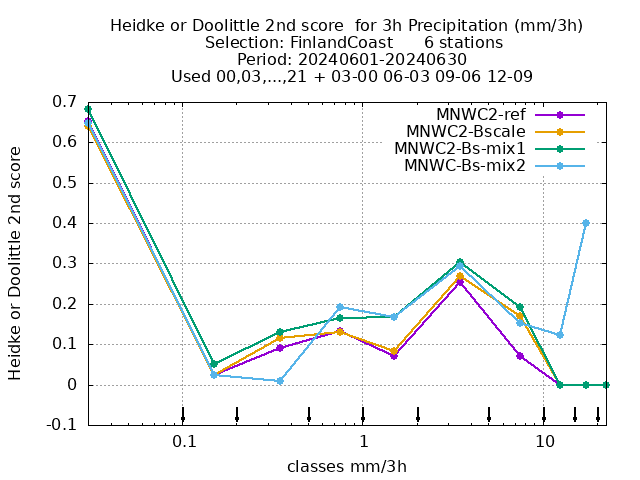 Heidke or Doolittle 2nd score  for 3h Precipitation (mm/3h)
Selection: FinlandCoast      6 stations
Period: 20240601-20240630
Used 00,03,...,21 + 03-00 06-03 09-06 12-09
MNWC2-ref
MNWC2-Bscale
MNWC2-Bs-mix1
MNWC-Bs-mix2
Heidke or Doolittle 2nd score
0.7
0.6
0.5
0.4
0.3
0.2
0.1
0
-0.1
0.1 1 10
classes mm/3h